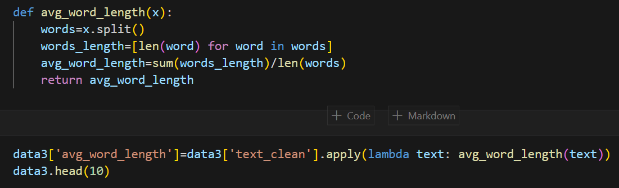 def avg_word_length(x):
    words=x.split()
    words_length=[len(word) for word in words]
    avg_word_length=sum(words_length)/len(words)
    return avg_word_length
+ Code + Markdown
data3['avg_word_length']=data3['text_clean'].apply(lambda text: avg_word_length(text))
data3.head(10)